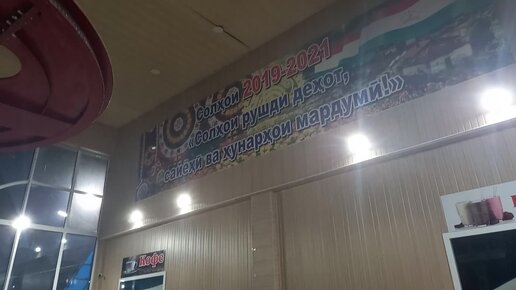 Солҳои 2019-2021
«Солҳои рушди деҳот,
сайёҳӣ ва ҳунарҳои мардумӣ!»
Кофе